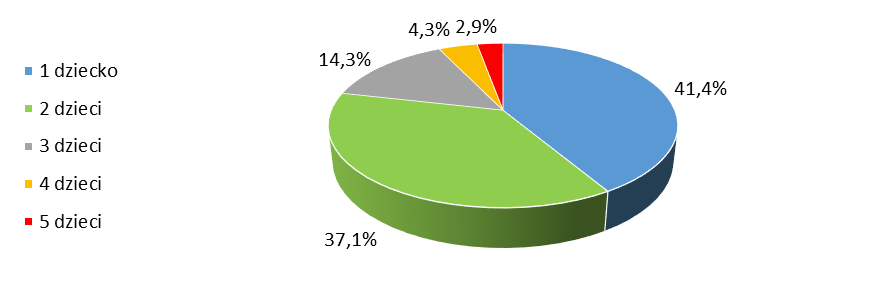 1 dziecko
2 dzieci
3 dzieci
4 dzieci
5 dzieci
41,4%
37,1%
14,3%
4,3%
2,9%